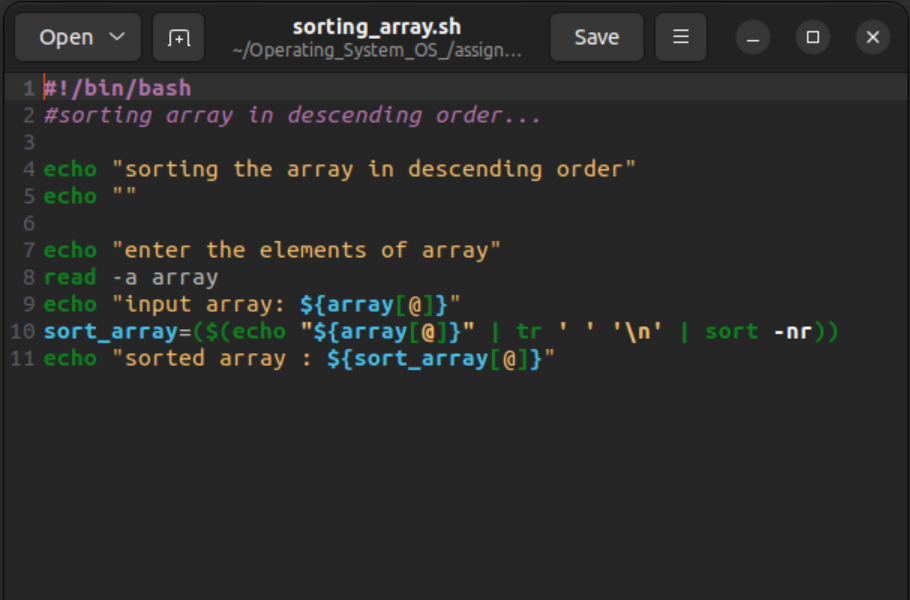 Open
sorting_array.sh
~/Operating_System_OS_/assign...
Save
1 #!/bin/bash
2 #sorting array in descending order...
3
4 echo "sorting the array in descending order"
5 echo ""
6
7 echo "enter the elements of array"
8 read -a array
9 echo "input array: ${array[@]}"
10 sort_array=($(echo "${array[@]}" | tr ' ' '\n' | sort -nr))
11 echo "sorted array : ${sort_array[@]}"